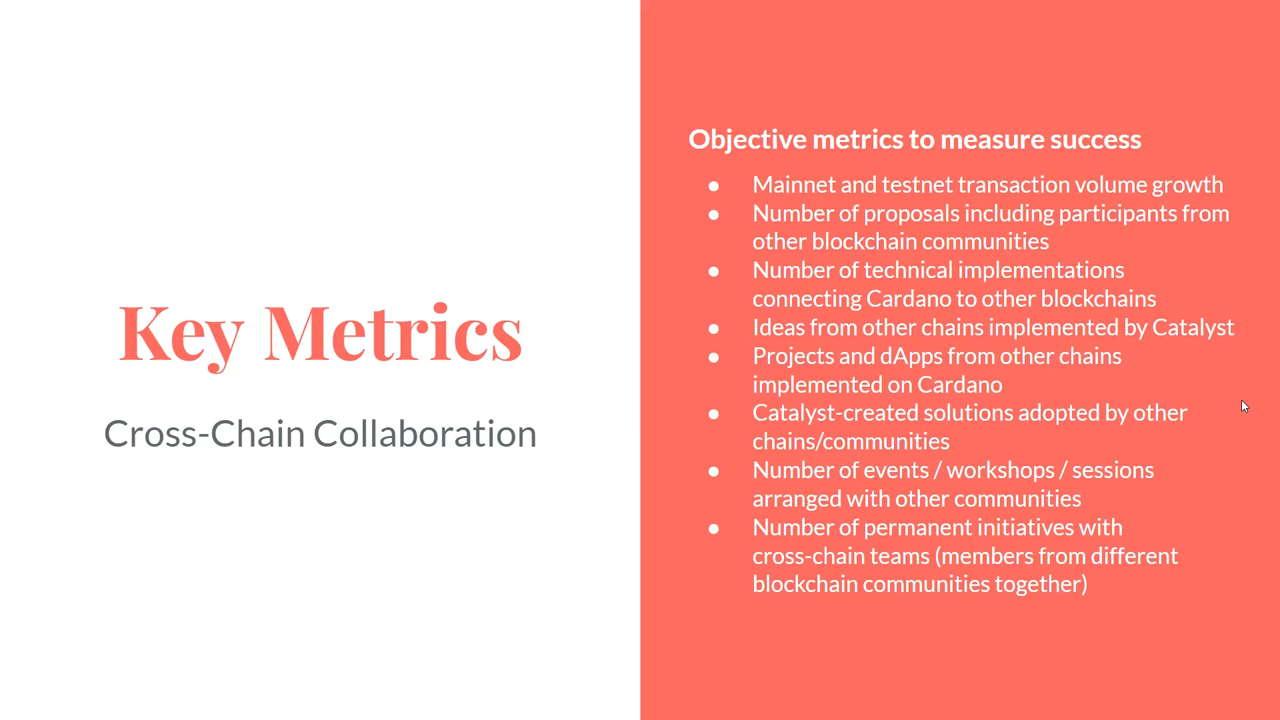 Key Metrics
Cross-Chain Collaboration
Objective metrics to measure success
● Mainnet and testnet transaction volume growth
● Number of proposals including participants from
other blockchain communities
● Number of technical implementations
connecting Cardano to other blockchains
● Ideas from other chains implemented by Catalyst
● Projects and dApps from other chains
implemented on Cardano
● Catalyst-created solutions adopted by other
chains/communities
● Number of events / workshops / sessions
arranged with other communities
● Number of permanent initiatives with
cross-chain teams (members from different
blockchain communities together)